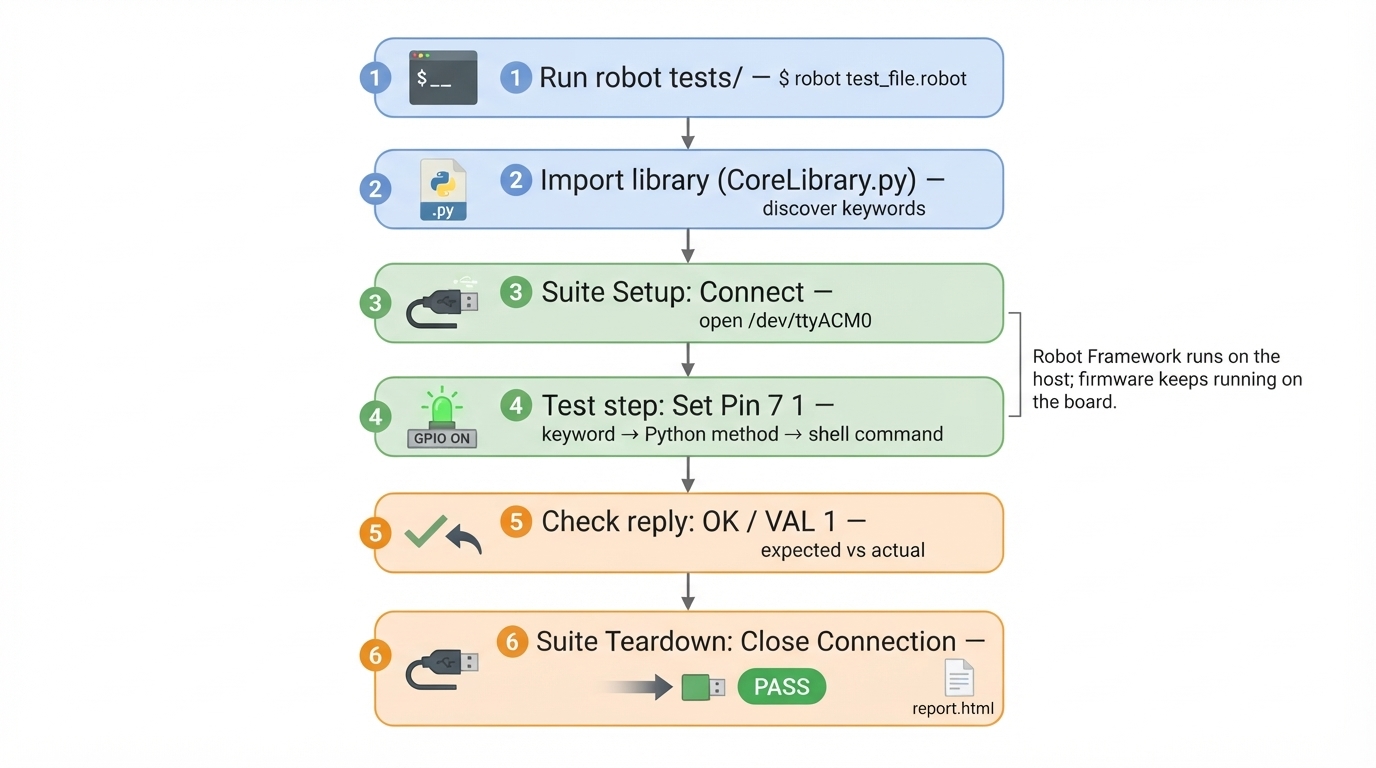 1
$__
1 Run robot tests/ — $ robot test_file.robot
2
.py
2 Import library (CoreLibrary.py) —
discover keywords
3
3 Suite Setup: Connect —
open /dev/ttyACM0
4
GPIO ON
4 Test step: Set Pin 7 1 —
keyword → Python method → shell command
Robot Framework runs on the
host; firmware keeps running on
the board.
5
5 Check reply: OK / VAL 1 —
expected vs actual
6
6 Suite Teardown: Close Connection —
PASS
report.html